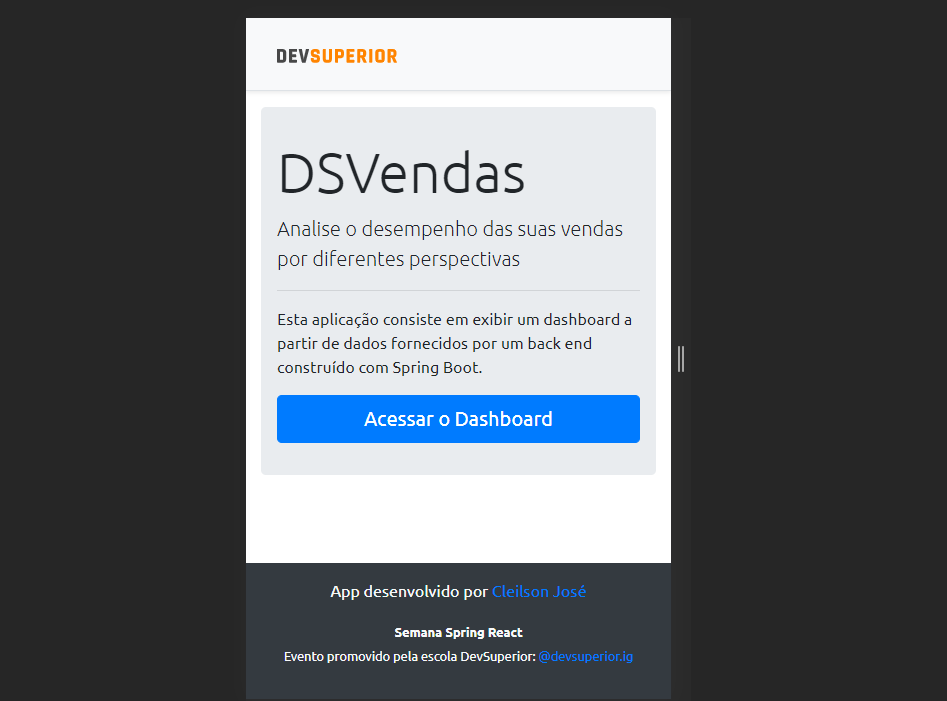 DEVSUPERIOR
DSVendas
Analise o desempenho das suas vendas
por diferentes perspectivas
Esta aplicação consiste em exibir um dashboard a
partir de dados fornecidos por um back end
construído com Spring Boot.
Acessar o Dashboard
App desenvolvido por Cleilson José
Semana Spring React
Evento promovido pela escola DevSuperior: @devsuperior.ig